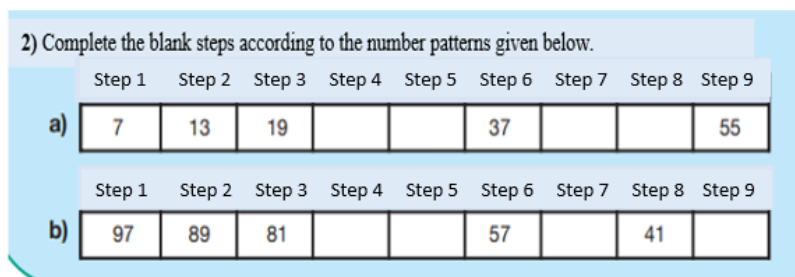 2) Complete the blank steps according to the number patterns given below.
Step 1 Step 2 Step 3 Step 4 Step 5 Step 6 Step 7 Step 8 Step 9
a) 7 13 19 37 55
Step 1 Step 2 Step 3 Step 4 Step 5 Step 6 Step 7 Step 8 Step 9
b) 97 89 81 57 41